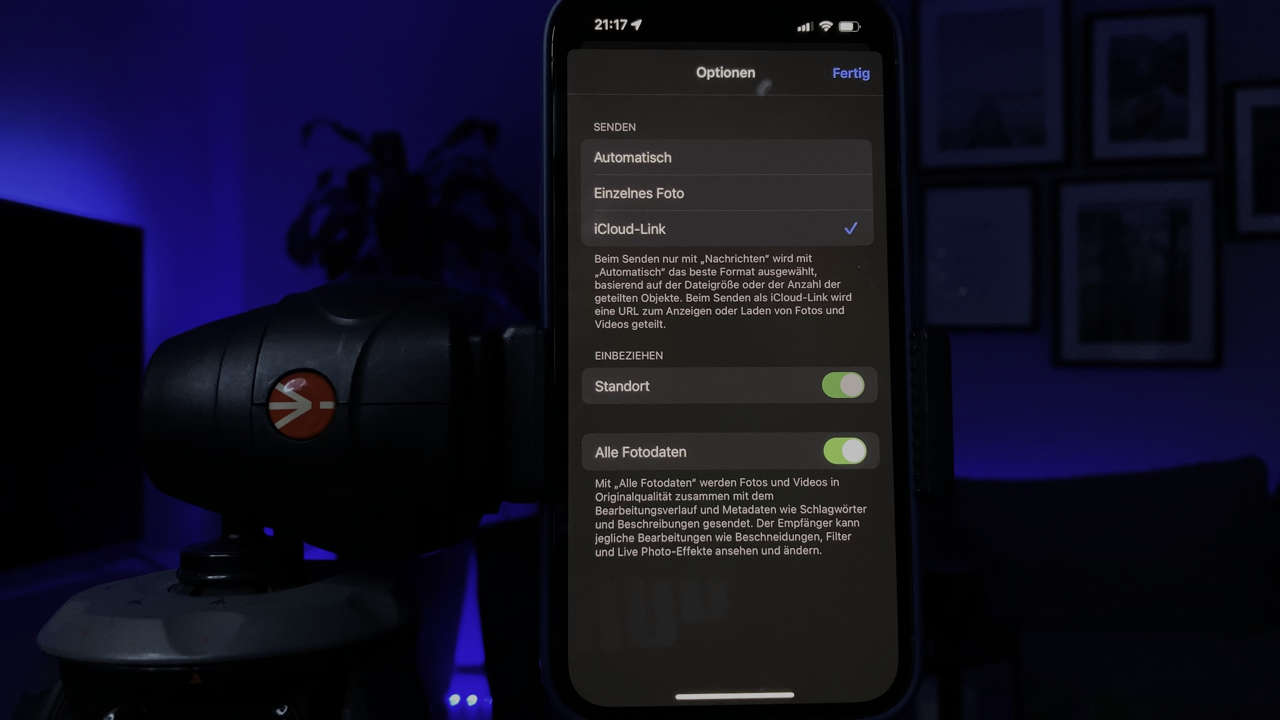 21:17
Optionen
Fertig
SENDEN
Automatisch
Einzelnes Foto
iCloud-Link
Beim Senden nur mit „Nachrichten“ wird mit
„Automatisch“ das beste Format ausgewählt,
basierend auf der Dateigröße oder der Anzahl der
geteilten Objekte. Beim Senden als iCloud-Link wird
eine URL zum Anzeigen oder Laden von Fotos und
Videos geteilt.
EINBEZIEHEN
Standort
Alle Fotodaten
Mit „Alle Fotodaten“ werden Fotos und Videos in
Originalqualität zusammen mit dem
Bearbeitungsverlauf und Metadaten wie Schlagwörter
und Beschreibungen gesendet. Der Empfänger kann
jegliche Bearbeitungen wie Beschneidungen, Filter
und Live Photo-Effekte ansehen und ändern.